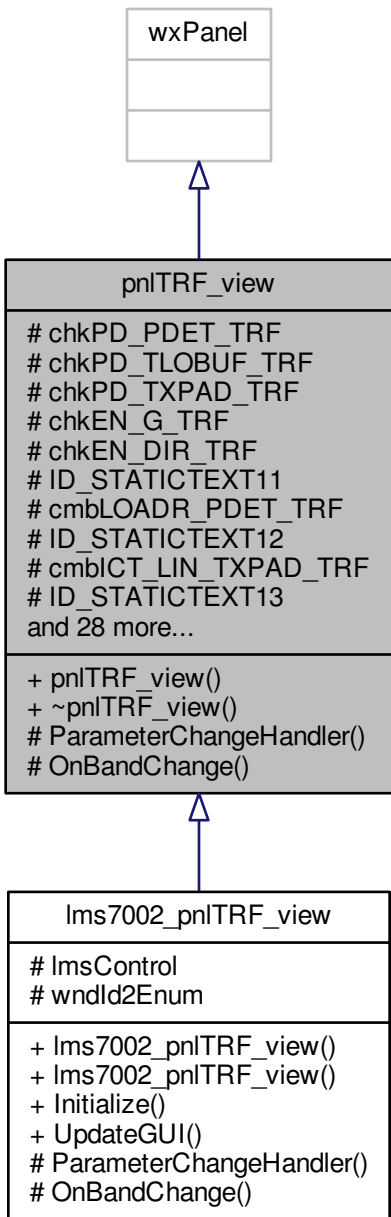 wxPanel
pnlTRF_view
# chkPD_PDET_TRF
# chkPD_TLOBUF_TRF
# chkPD_TXPAD_TRF
# chkEN_G_TRF
# chkEN_DIR_TRF
# ID_STATICTEXT11
# cmbLOADR_PDET_TRF
# ID_STATICTEXT12
# cmbICT_LIN_TXPAD_TRF
# ID_STATICTEXT13
and 28 more...
+ pnlTRF_view()
+ ~pnlTRF_view()
# ParameterChangeHandler()
# OnBandChange()
lms7002_pnlTRF_view
# lmsControl
# wndId2Enum
+ lms7002_pnlTRF_view()
+ lms7002_pnlTRF_view()
+ Initialize()
+ UpdateGUI()
# ParameterChangeHandler()
# OnBandChange()